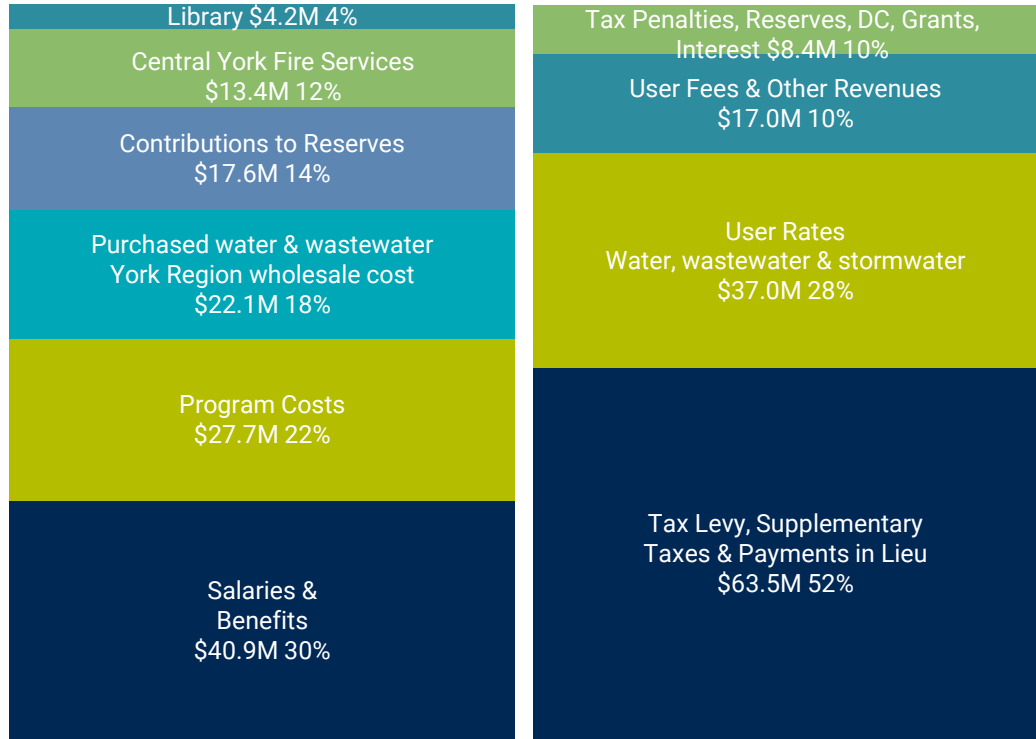 Library $4.2M 4%
Central York Fire Services
$13.4M 12%
Contributions to Reserves
$17.6M 14%
Purchased water & wastewater
York Region wholesale cost
$22.1M 18%
Program Costs
$27.7M 22%
Salaries &
Benefits
$40.9M 30%
Tax Penalties, Reserves, DC, Grants,
Interest $8.4M 10%
User Fees & Other Revenues
$17.0M 10%
User Rates
Water, wastewater & stormwater
$37.0M 28%
Tax Levy, Supplementary
Taxes & Payments in Lieu
$63.5M 52%